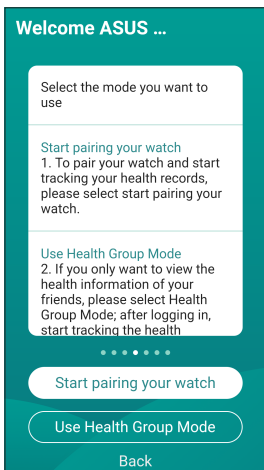 Welcome ASUS ...
Select the mode you want to
use
Start pairing your watch
1. To pair your watch and start
tracking your health records,
please select start pairing your
watch.
Use Health Group Mode
2. If you only want to view the
health information of your
friends, please select Health
Group Mode; after logging in,
start tracking the health
Start pairing your watch
Use Health Group Mode
Back